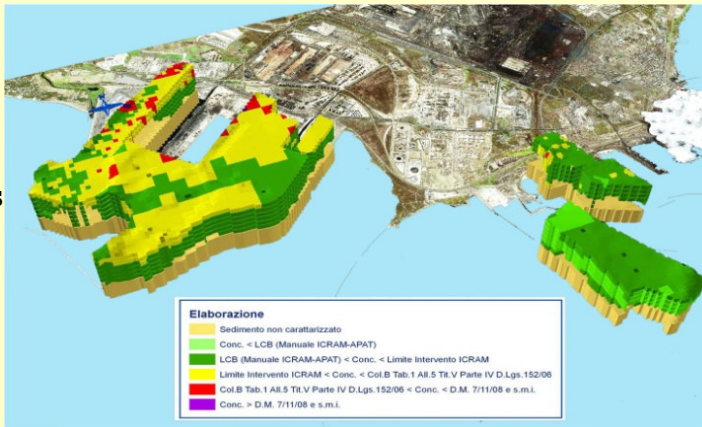 Elaborazione
Sedimento non carattarizzato
Conc. < LCB (Manuale ICRAM-APAT)
LCB (Manuale ICRAM-APAT) < Conc. < Limite Intervento ICRAM
Limite Intervento ICRAM < Conc. < Col.B Tab.1 All.5 Tit.V Parte IV D.Lgs.152/06
Col.B Tab.1 All.5 Tit.V Parte IV D.Lgs.152/06 < Conc. < D.M. 7/11/08 e s.m.i.
Conc. > D.M. 7/11/08 e s.m.i.